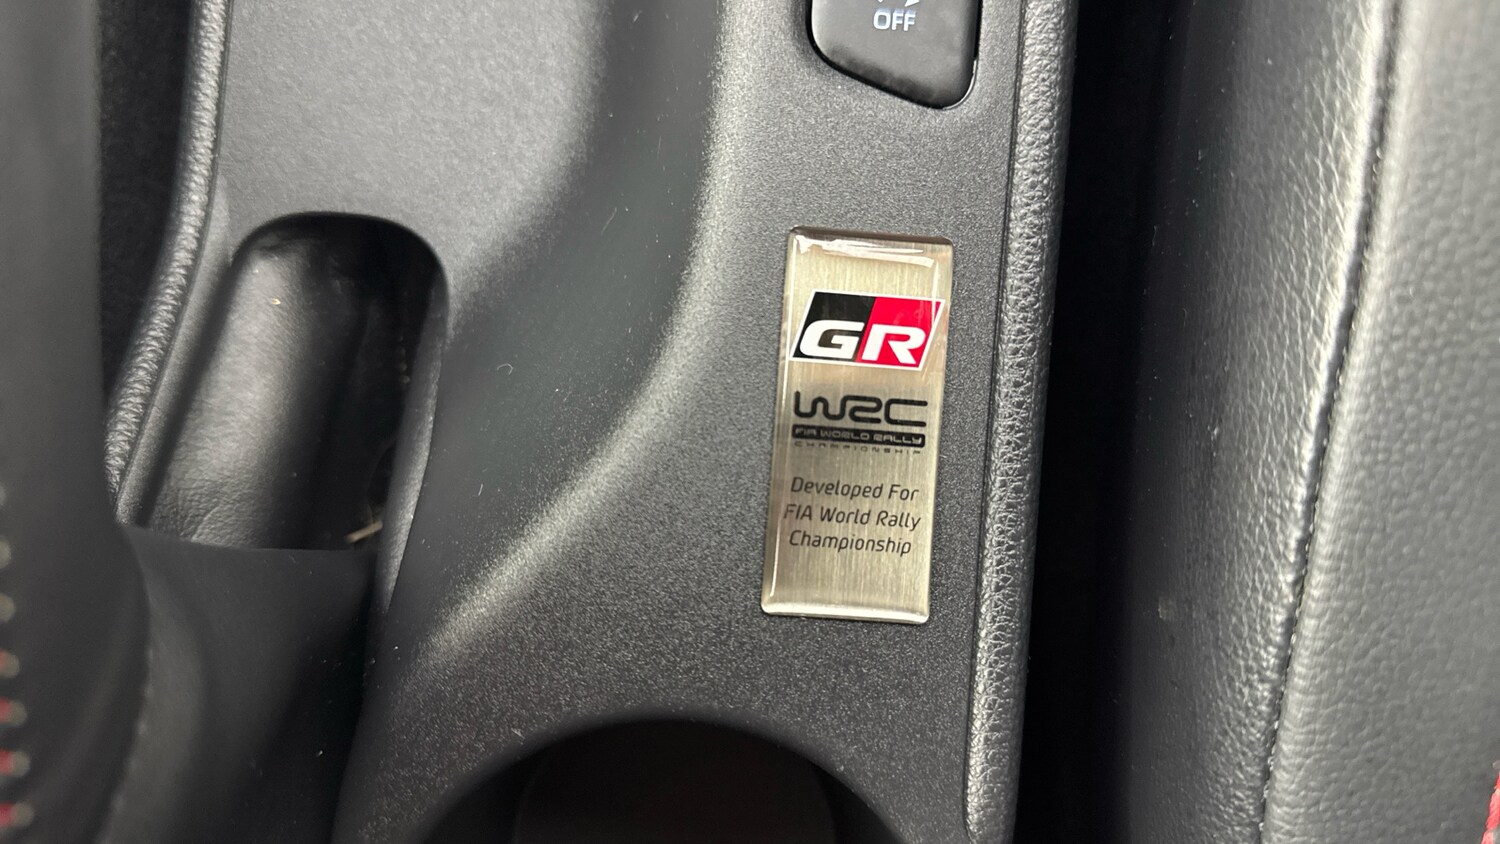 OFF
GR
WRC
FIA WORLD RALLY
CHAMPIONSHIP
Developed For
FIA World Rally
Championship